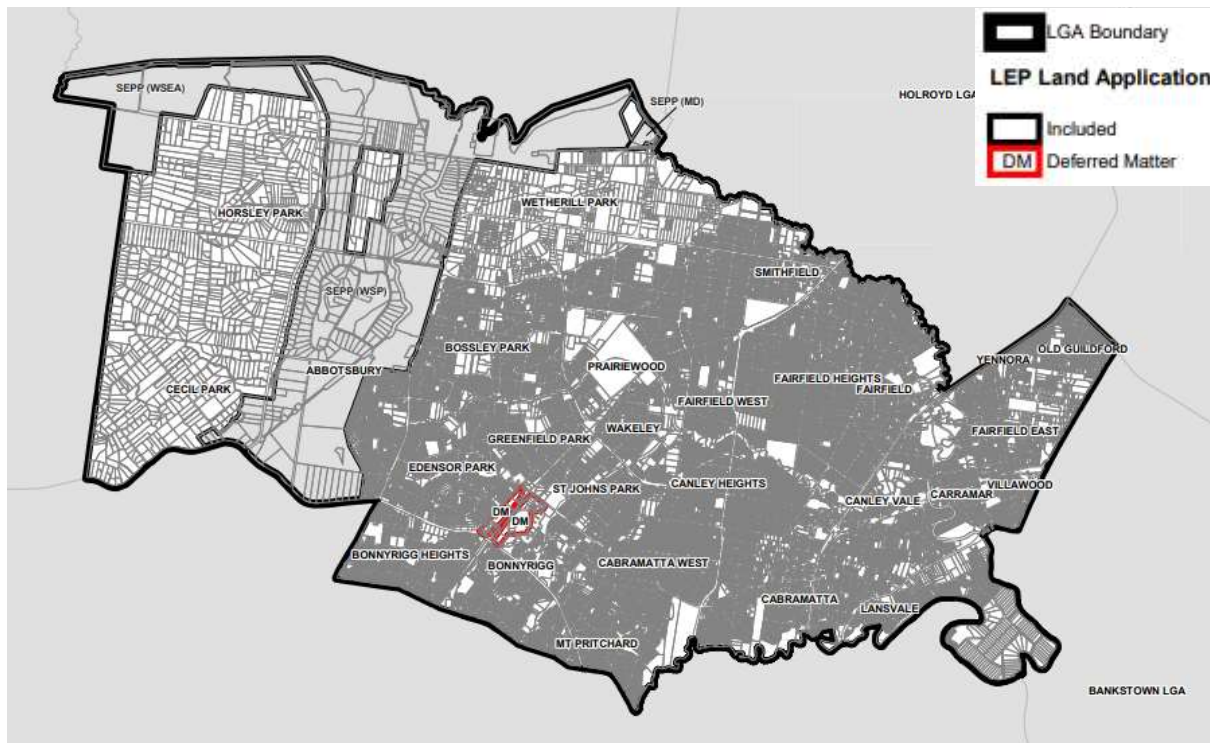 LGA Boundary
LEP Land Application
Included
DM Deferred Matter
SEPP (WSEA)
SEPP (MD)
HOLROYD LGA
HORSLEY PARK
WETHERILL PARK
SMITHFIELD
SEPP (WSP)
BOSSLEY PARK
YENNORA
OLD GUILDFORD
ABBOTSBURY
PRAIRIEWOOD
FAIRFIELD HEIGHTS
FAIRFIELD
CECIL PARK
FAIRFIELD WEST
WAKELEY
FAIRFIELD EAST
GREENFIELD PARK
EDENSOR PARK
ST JOHNS PARK
CANLEY HEIGHTS
VILLAWOOD
CANLEY VALE
CARRAMAR
DM
DM
BONNYRIGG HEIGHTS
BONNYRIGG
CABRAMATTA WEST
CABRAMATTA
LANSVALE
MT PRITCHARD
BANKSTOWN LGA